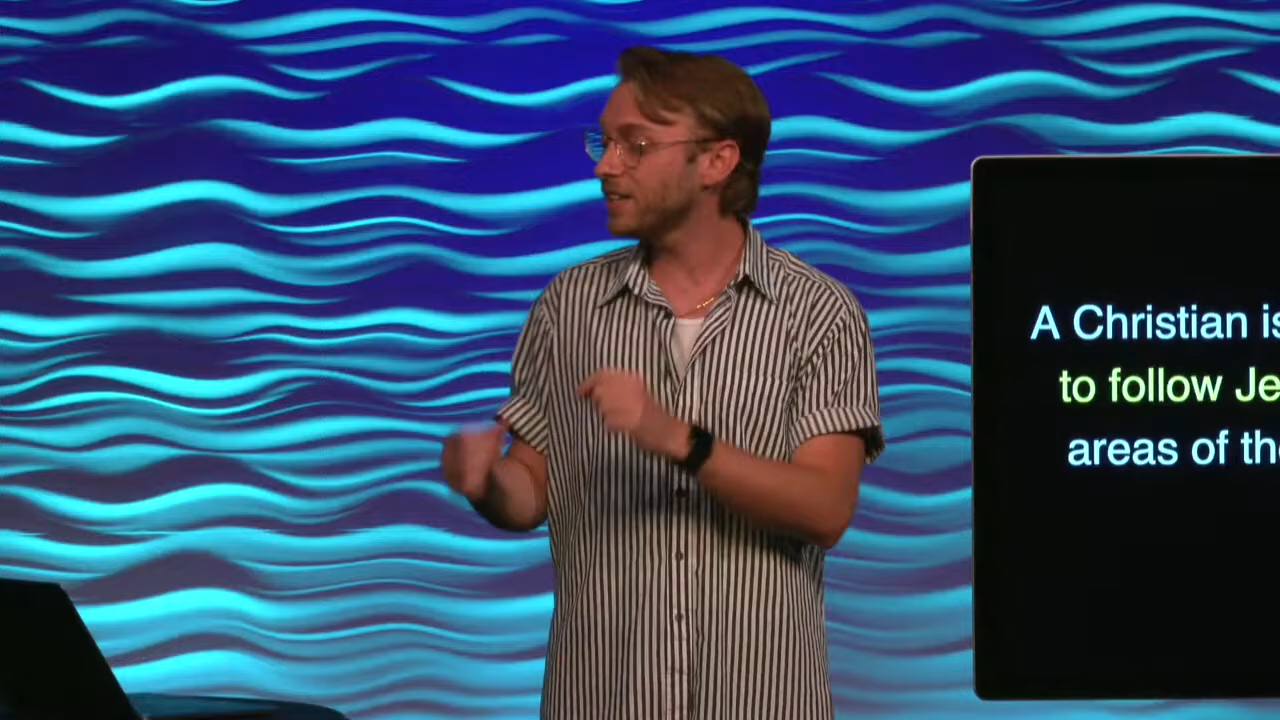 A Christian is
to follow Je
areas of the